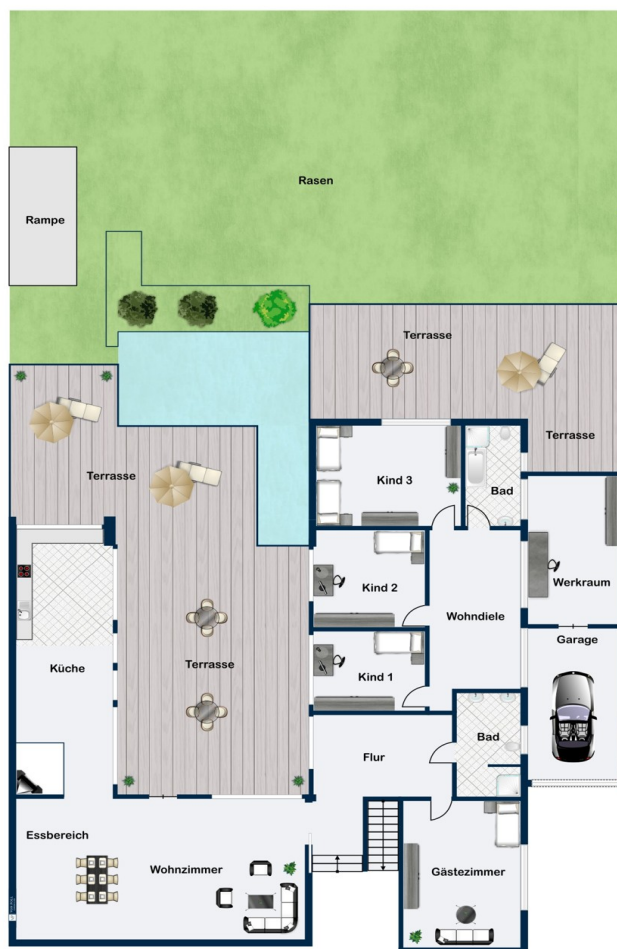 Rasen
Rampe
Terrasse
Terrasse
Terrasse
Kind 3
Bad
Kind 2
Werkraum
Wohndiele
Garage
Küche
Terrasse
Kind 1
Bad
Flur
Essbereich
Wohnzimmer
Gästezimmer